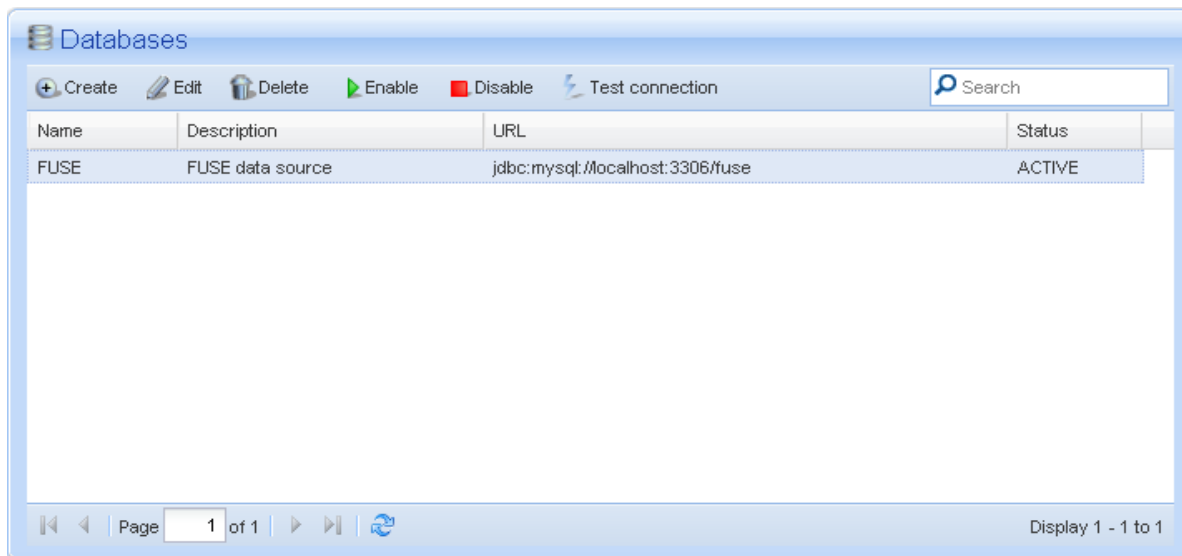 Databases
Create Edit Delete Enable Disable Test connection Search
Name Description URL Status
FUSE FUSE data source jdbc:mysql://localhost:3306/fuse ACTIVE
Page 1 of 1 Display 1 - 1 to 1